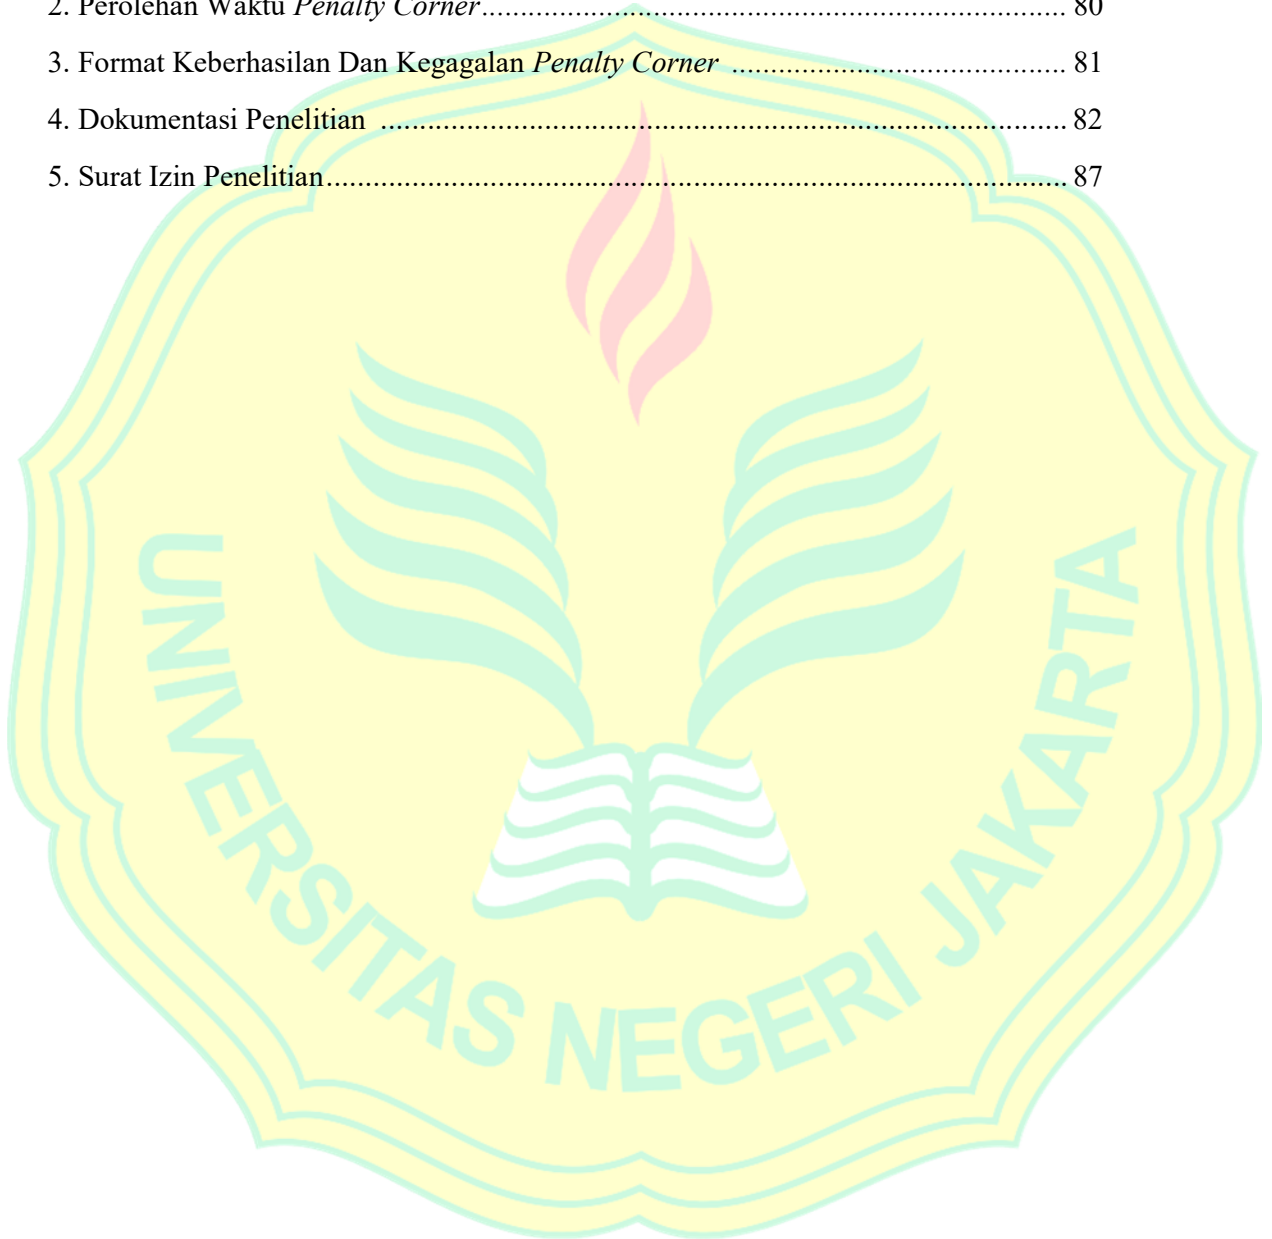 2. Perolehan Waktu Penalty Corner................................................................ 80
3. Format Keberhasilan Dan Kegagalan Penalty Corner .................................... 81
4. Dokumentasi Penelitian .......................................................................... 82
5. Surat Izin Penelitian................................................................................ 87
UNIVERSITAS NEGERI JAKARTA